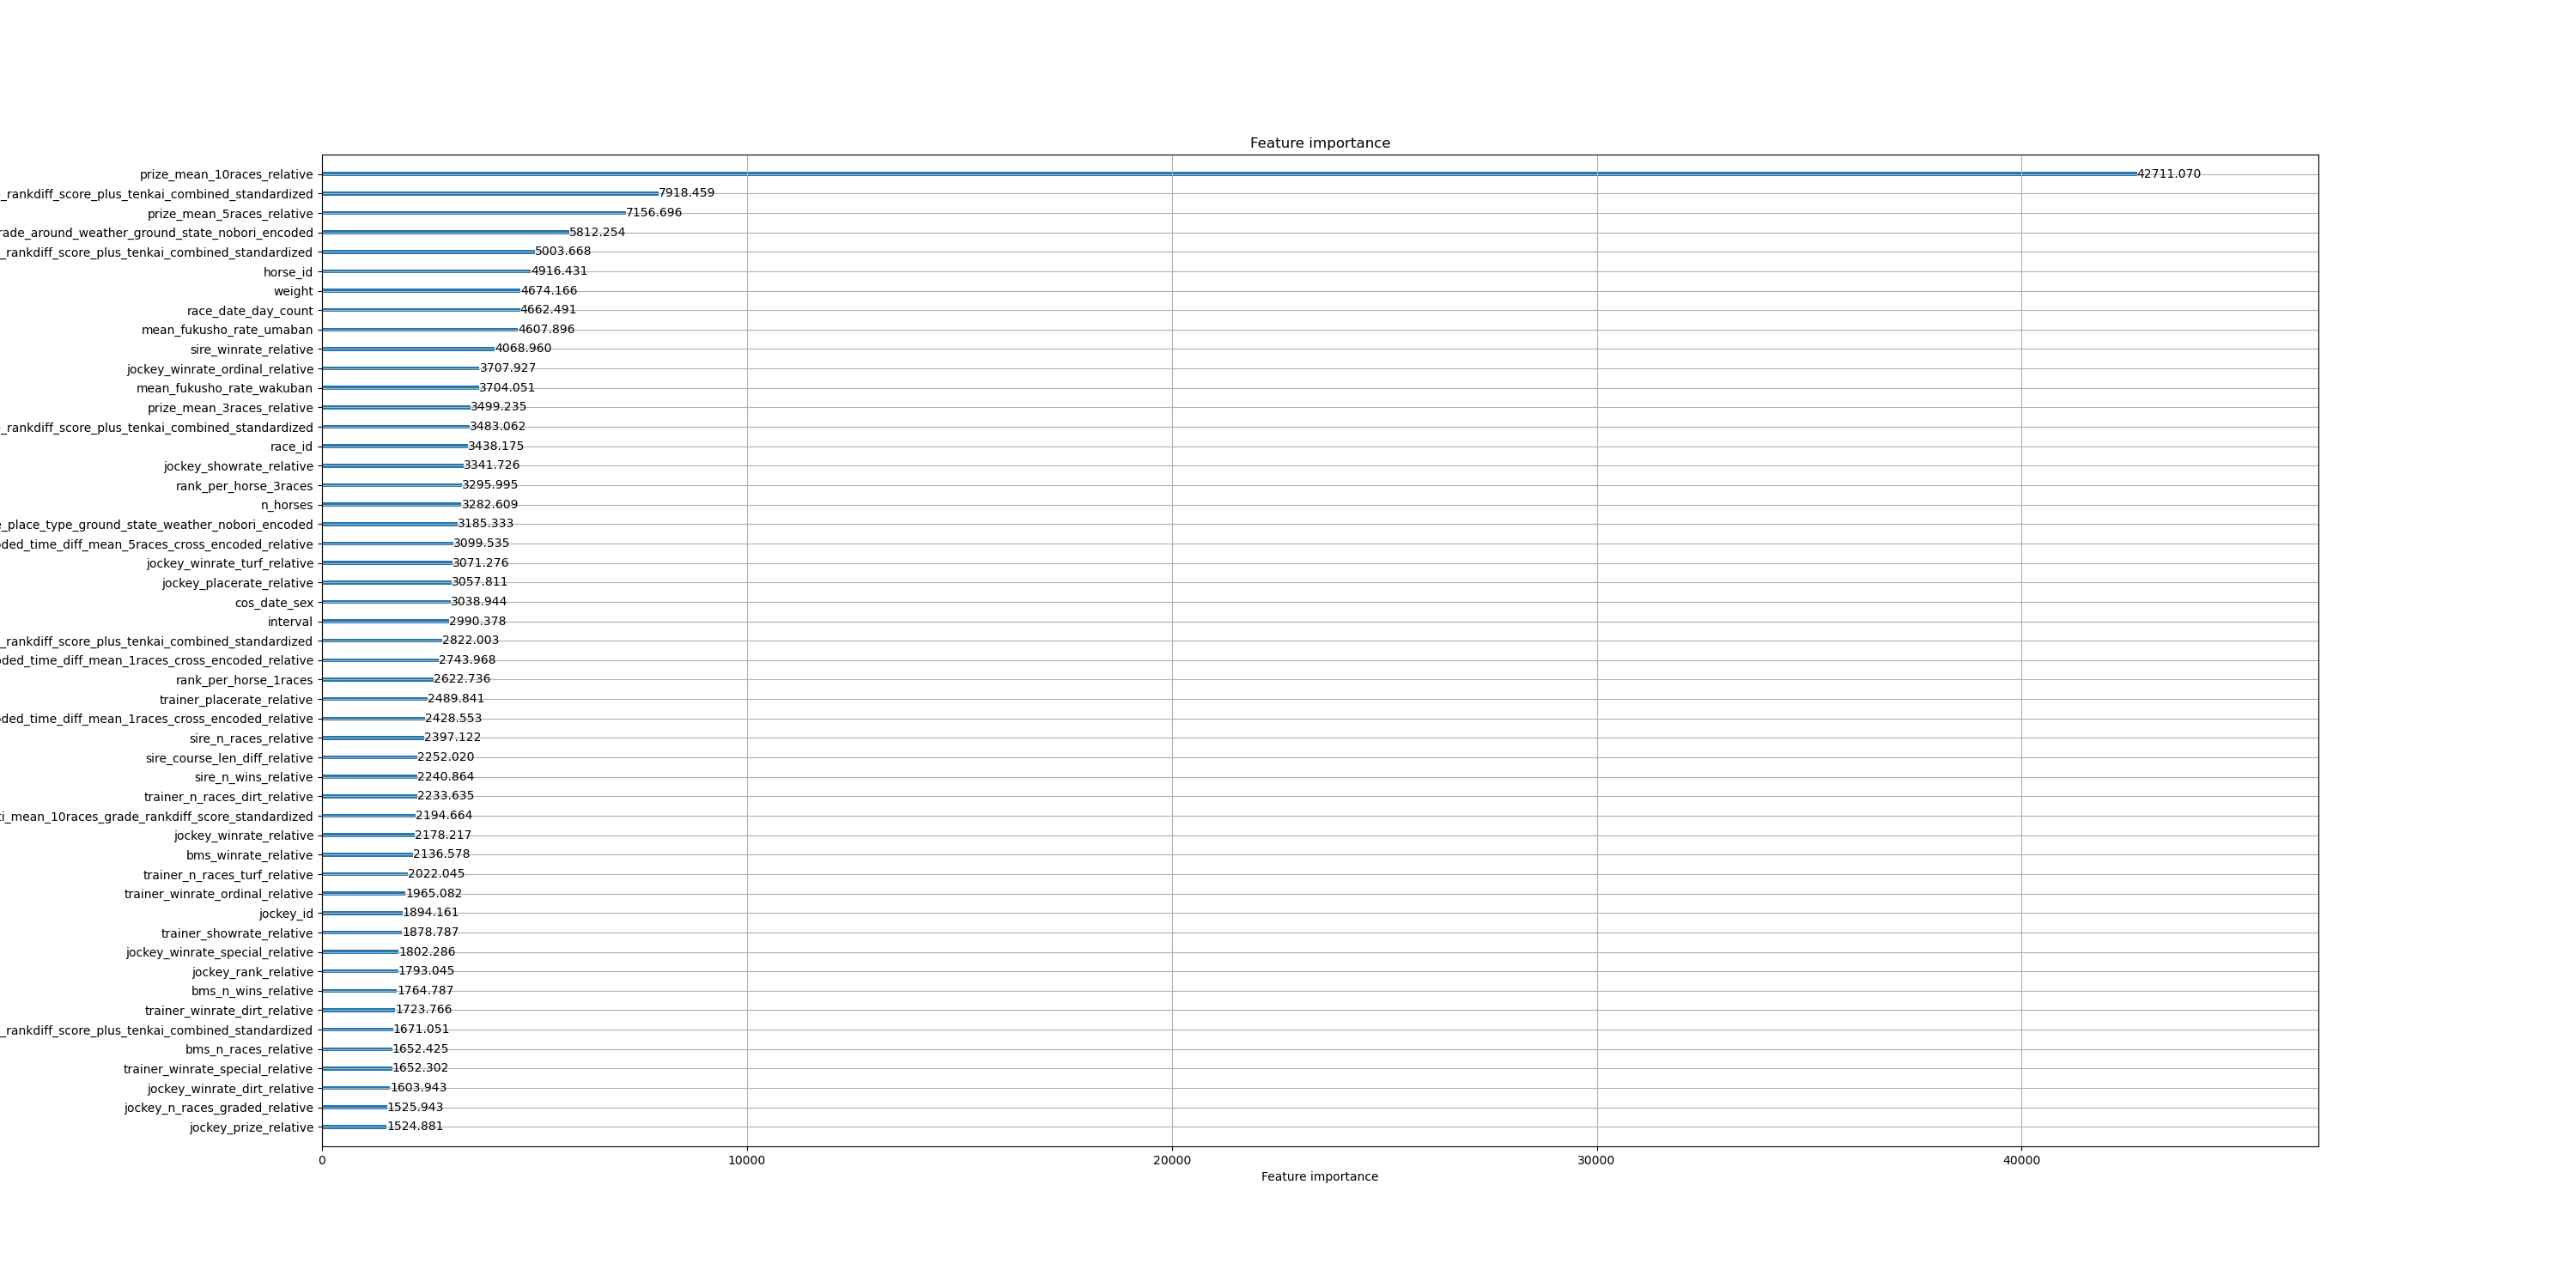 Feature importance
prize_mean_10races_relative 42711.070
_rankdiff_score_plus_tenkai_combined_standardized 7918.459
prize_mean_5races_relative 7156.696
rade_around_weather_ground_state_nobori_encoded 5812.254
_rankdiff_score_plus_tenkai_combined_standardized 5003.668
horse_id 4916.431
weight 4674.166
race_date_day_count 4662.491
mean_fukusho_rate_umaban 4607.896
sire_winrate_relative 4068.960
jockey_winrate_ordinal_relative 3707.927
mean_fukusho_rate_wakuban 3704.051
prize_mean_3races_relative 3499.235
_rankdiff_score_plus_tenkai_combined_standardized 3483.062
race_id 3438.175
jockey_showrate_relative 3341.726
rank_per_horse_3races 3295.995
n_horses 3282.609
e_place_type_ground_state_weather_nobori_encoded 3185.333
oded_time_diff_mean_5races_cross_encoded_relative 3099.535
jockey_winrate_turf_relative 3071.276
jockey_placerate_relative 3057.811
cos_date_sex 3038.944
interval 2990.378
_rankdiff_score_plus_tenkai_combined_standardized 2822.003
oded_time_diff_mean_1races_cross_encoded_relative 2743.968
rank_per_horse_1races 2622.736
trainer_placerate_relative 2489.841
oded_time_diff_mean_1races_cross_encoded_relative 2428.553
sire_n_races_relative 2397.122
sire_course_len_diff_relative 2252.020
sire_n_wins_relative 2240.864
trainer_n_races_dirt_relative 2233.635
ti_mean_10races_grade_rankdiff_score_standardized 2194.664
jockey_winrate_relative 2178.217
bms_winrate_relative 2136.578
trainer_n_races_turf_relative 2022.045
trainer_winrate_ordinal_relative 1965.082
jockey_id 1894.161
trainer_showrate_relative 1878.787
jockey_winrate_special_relative 1802.286
jockey_rank_relative 1793.045
bms_n_wins_relative 1764.787
trainer_winrate_dirt_relative 1723.766
_rankdiff_score_plus_tenkai_combined_standardized 1671.051
bms_n_races_relative 1652.425
trainer_winrate_special_relative 1652.302
jockey_winrate_dirt_relative 1603.943
jockey_n_races_graded_relative 1525.943
jockey_prize_relative 1524.881
0 10000 20000 30000 40000
Feature importance